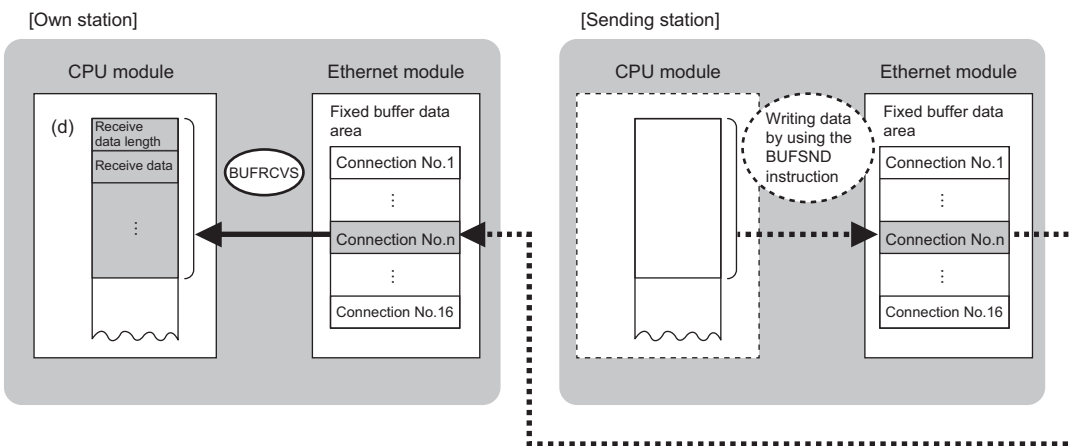 [Own station]
CPU module
Ethernet module
(d)
Receive
data length
Receive data
⋮
BUFRCVS
Fixed buffer data
area
Connection No.1
⋮
Connection No.n
⋮
Connection No.16
[Sending station]
CPU module
Ethernet module
Writing data
by using the
BUFSND
instruction
Fixed buffer data
area
Connection No.1
⋮
Connection No.n
⋮
Connection No.16